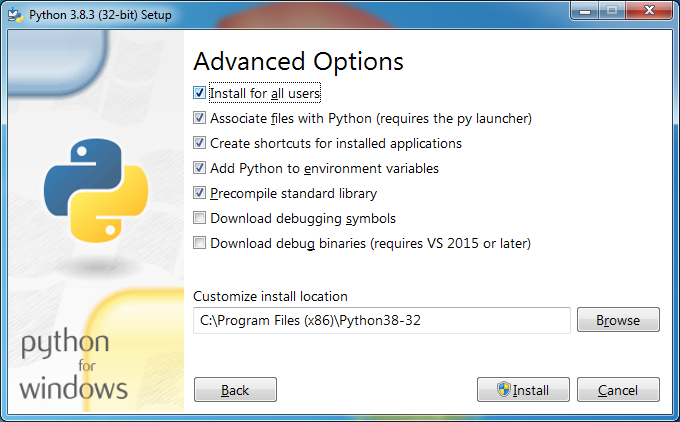 Python 3.8.3 (32-bit) Setup
Advanced Options
Install for all users
Associate files with Python (requires the py launcher)
Create shortcuts for installed applications
Add Python to environment variables
Precompile standard library
Download debugging symbols
Download debug binaries (requires VS 2015 or later)
Customize install location
C:\Program Files (x86)\Python38-32
Browse
python
for
windows
Back
Install
Cancel